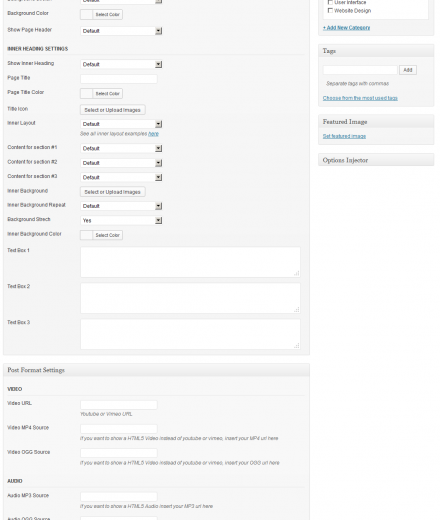 Default
Background Color Select Color
Show Page Header Default
INNER HEADING SETTINGS
Show Inner Heading Default
Page Title
Page Title Color Select Color
Title Icon Select or Upload Images
Inner Layout Default
See all inner layout examples here
Content for section #1 Default
Content for section #2 Default
Content for section #3 Default
Inner Background Select or Upload Images
Inner Background Repeat Default
Background Strech Yes
Inner Background Color Select Color
Text Box 1
Text Box 2
Text Box 3
Post Format Settings
VIDEO
Video URL
Youtube or Vimeo URL
Video MP4 Source
If you want to show a HTML5 Video instead of youtube or vimeo, insert your MP4 url here
Video OGG Source
If you want to show a HTML5 Video instead of youtube or vimeo, insert your OGG url here
AUDIO
Audio MP3 Source
If you want to show a HTML5 Audio insert your MP3 url here
Audio OGG Source
User Interface
Website Design
+ Add New Category
Tags
Add
Separate tags with commas
Choose from the most used tags
Featured Image
Set featured image
Options Injector